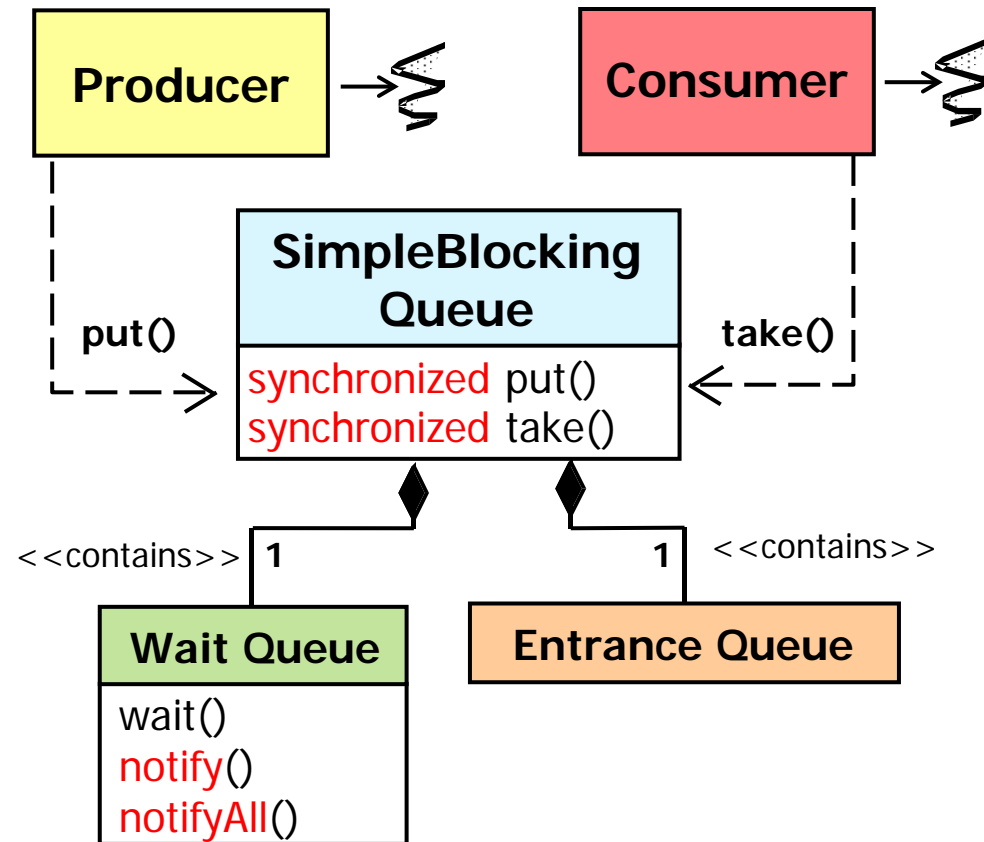 Producer
Consumer
SimpleBlocking
Queue
put()
take()
synchronized put()
synchronized take()
<<contains>>
1
1
<<contains>>
Wait Queue
Entrance Queue
wait()
notify()
notifyAll()